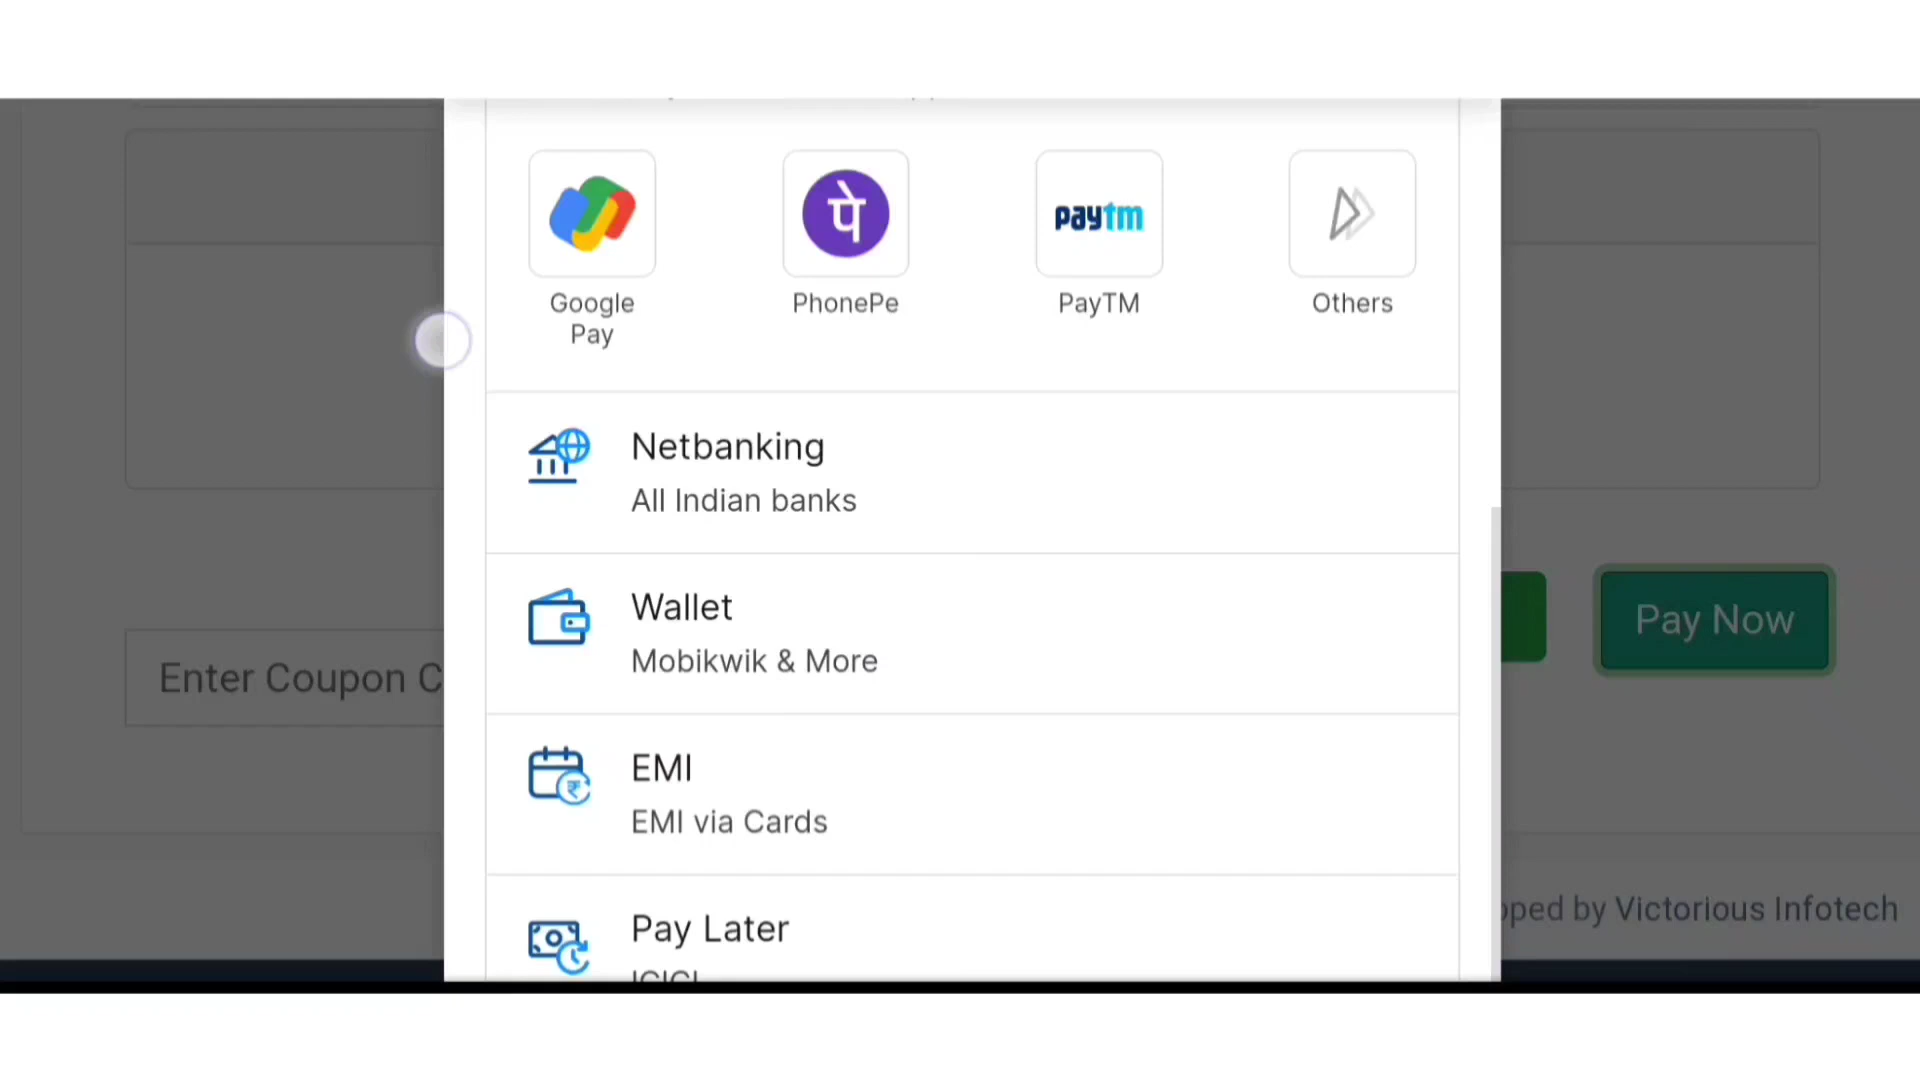 पे
paytm
Google
Pay
PhonePe
PayTM
Others
Netbanking
All Indian banks
Wallet
Mobikwik & More
Pay Now
Enter Coupon C
EMI
EMI via Cards
Pay Later
ICICI
by Victorious Infotech